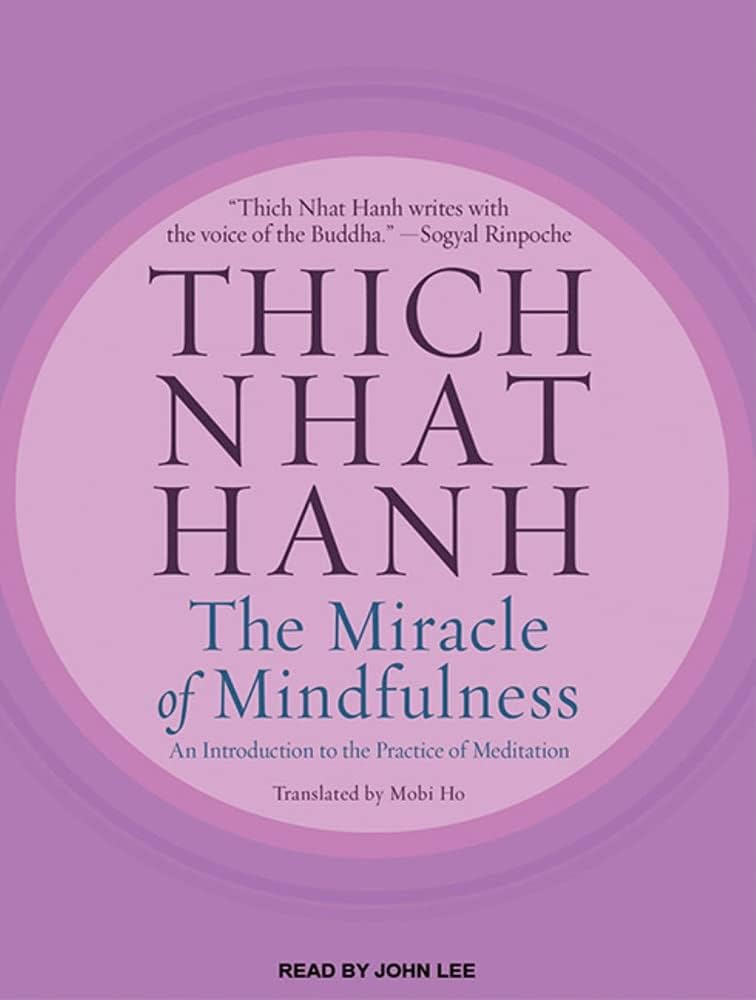 “Thich Nhat Hanh writes with
the voice of the Buddha.” —Sogyal Rinpoche
THICH
NHAT
HANH
The Miracle
of Mindfulness
An Introduction to the Practice of Meditation
Translated by Mobi Ho
READ BY JOHN LEE